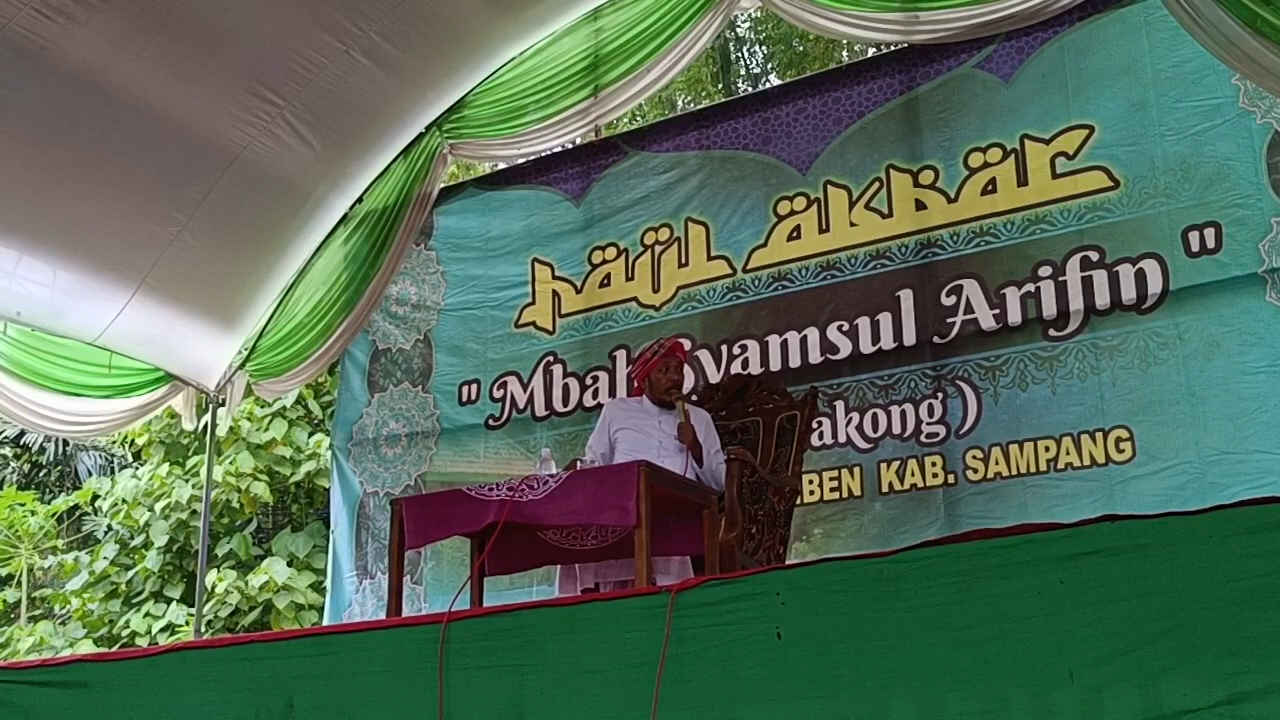 haul akbar
" Mbah Syamsul Arifin "
akong )
BEN KAB. SAMPANG